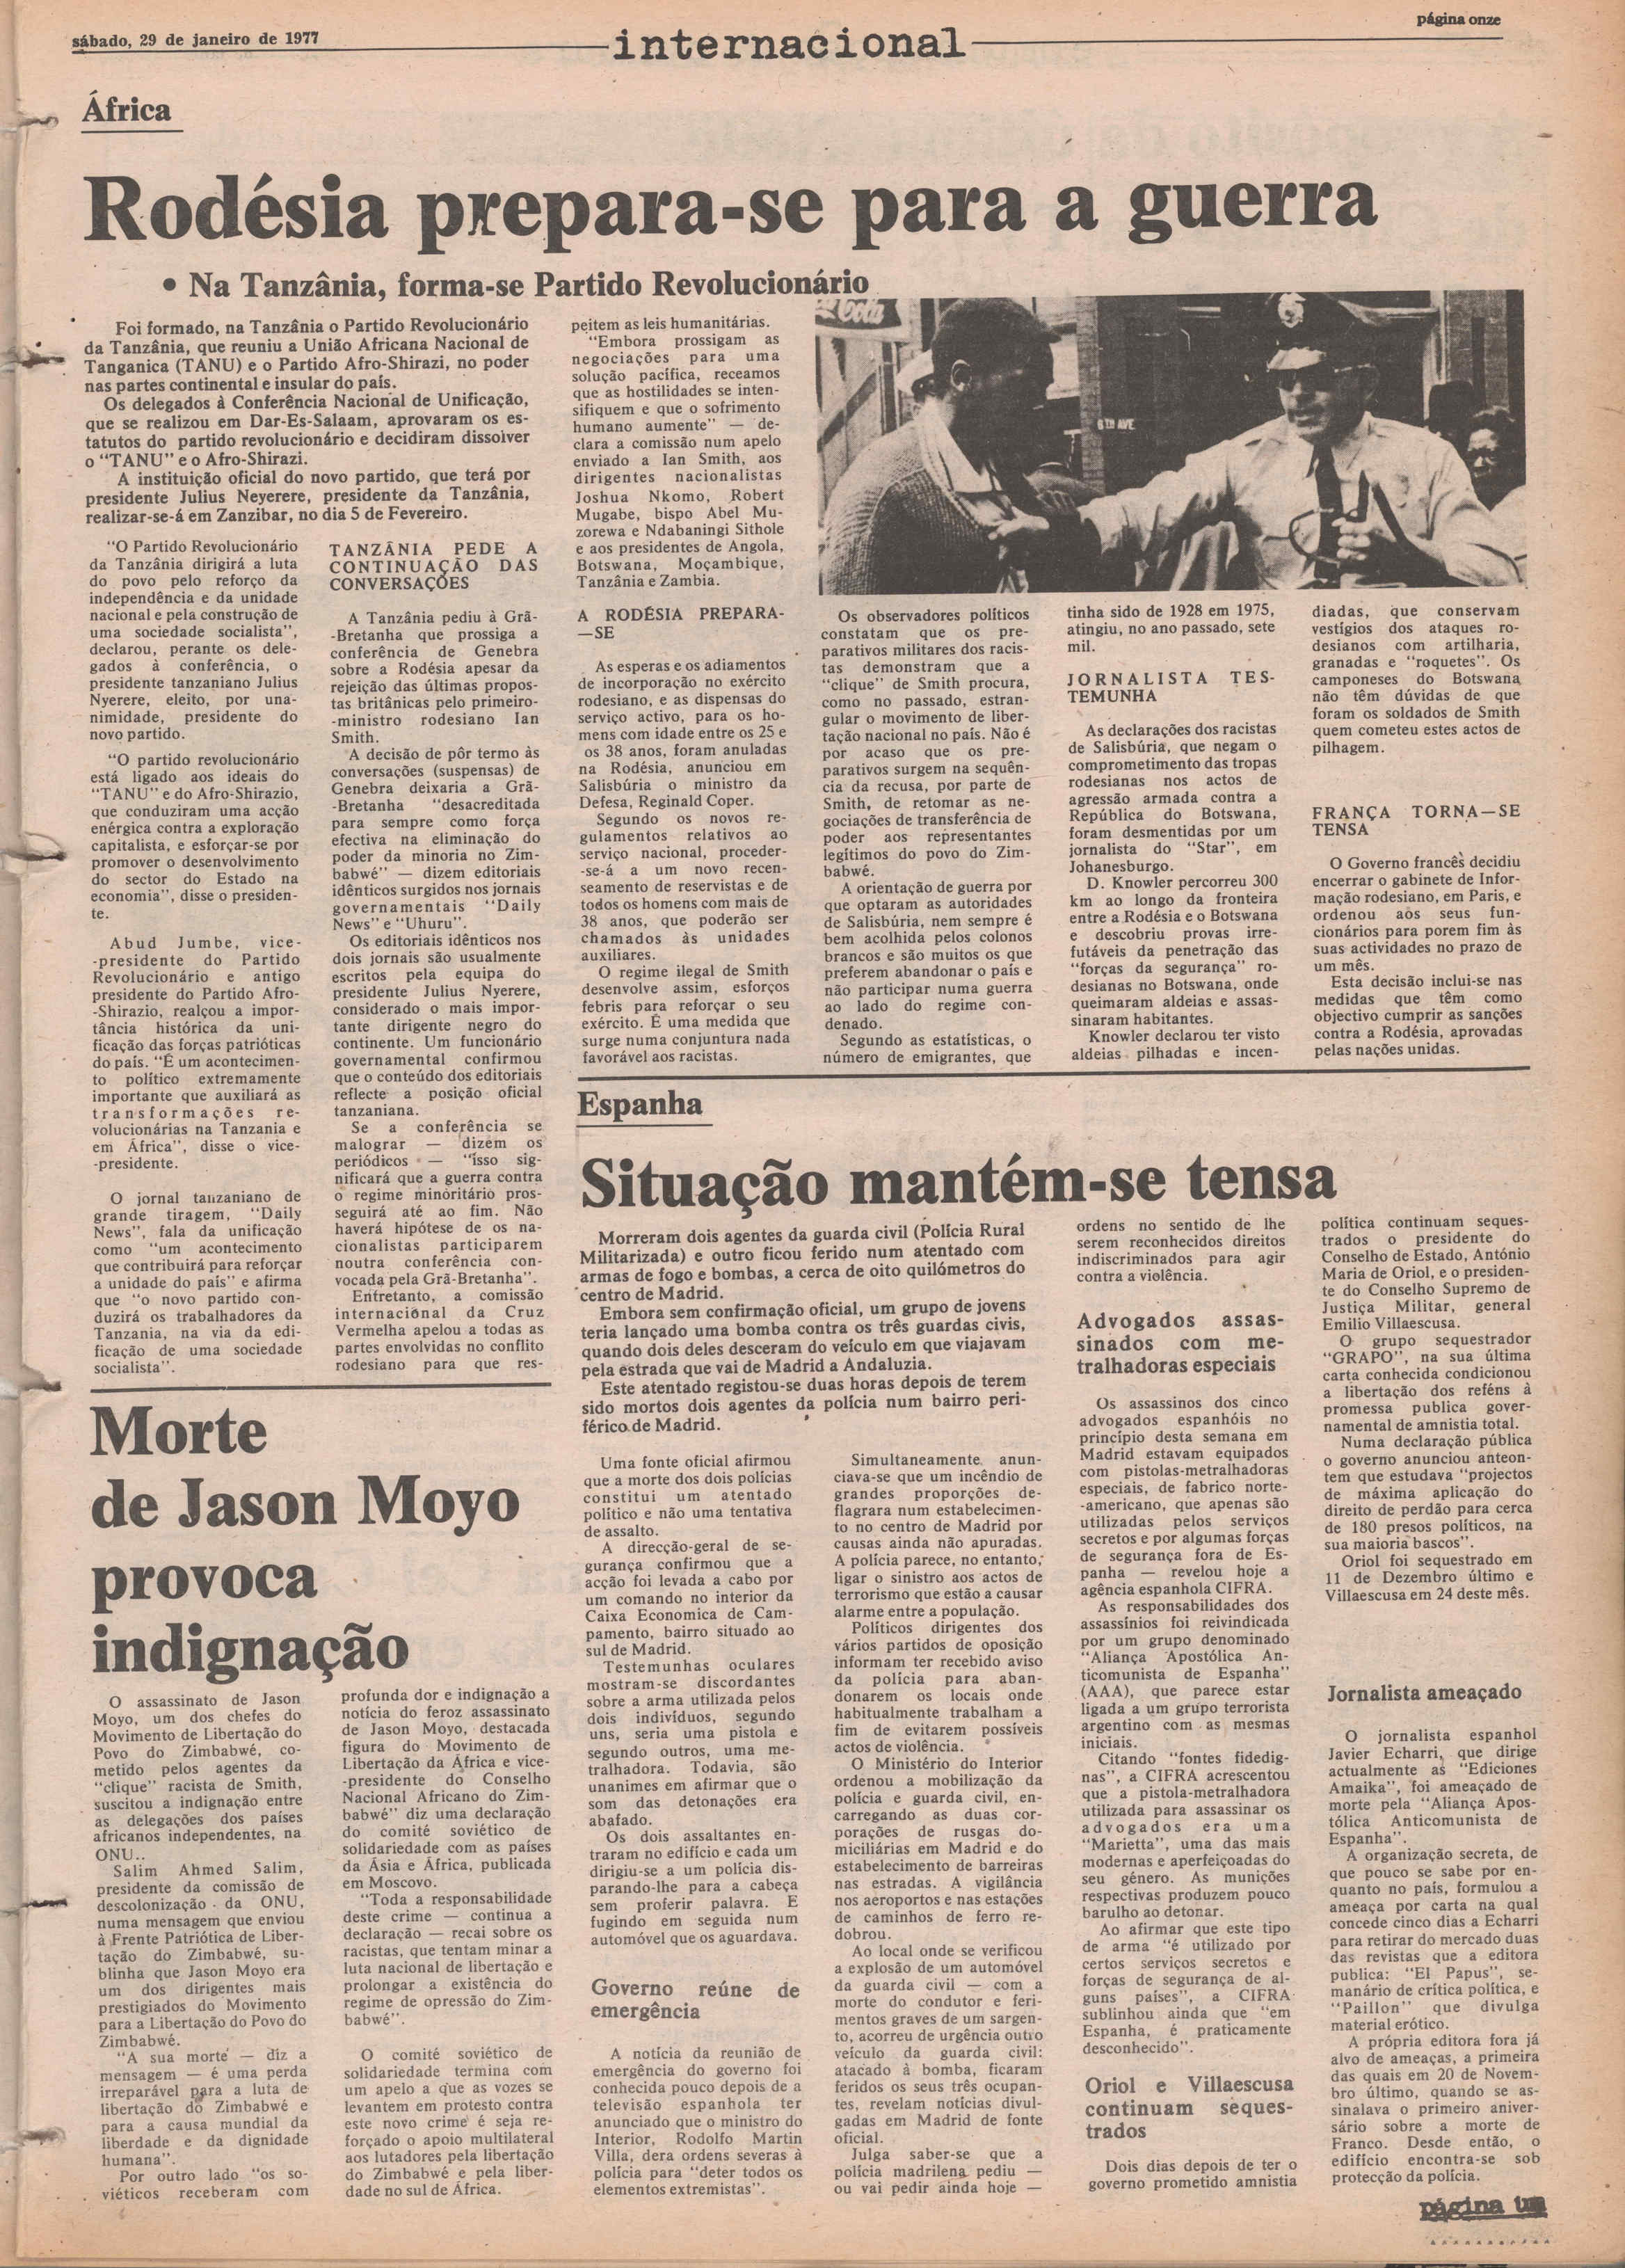 sábado, 29 de janeiro de 1977
internacional
página onze
África
Rodésia prepara-se para a guerra
• Na Tanzânia, forma-se Partido Revolucionário
Foi formado, na Tanzânia o Partido Revolucionário
da Tanzânia, que reuniu a União Africana Nacional de
Tanganica (TANU) e o Partido Afro-Shirazi, no poder
nas partes continental e insular do país.
Os delegados à Conferência Nacional de Unificação,
que se realizou em Dar-Es-Salaam, aprovaram os es-
tatutos do partido revolucionário e decidiram dissolver
o "TANU" e o Afro-Shirazi.
A instituição oficial do novo partido, que terá por
presidente Julius Neyerere, presidente da Tanzânia,
realizar-se-á em Zanzibar, no dia 5 de Fevereiro.
"O Partido Revolucionário
da Tanzânia dirigirá a luta
do povo pelo reforço da
independência e da unidade
nacional e pela construção de
uma sociedade socialista",
declarou, perante os dele-
gados à conferência, o
presidente tanzaniano Julius
Nyerere, eleito, por una-
nimidade, presidente do
novo partido.
"O partido revolucionário
está ligado aos ideais do
"TANU" e do Afro-Shirazio,
que conduziram uma acção
enérgica contra a exploração
capitalista, e esforçar-se por
promover o desenvolvimento
do sector do Estado na
economia", disse o presiden-
te.
Abud Jumbe, vice-
-presidente do Partido
Revolucionário e antigo
presidente do Partido Afro-
-Shirazio, realçou a impor-
tância histórica da uni-
ficação das forças patrióticas
do país. "É um acontecimen-
to político extremamente
importante que auxiliará as
transformações re-
volucionárias na Tanzania e
em África", disse o vice-
-presidente.
O jornal tanzaniano de
grande tiragem, "Daily
News", fala da unificação
como "um acontecimento
que contribuirá para reforçar
a unidade do país" e afirma
que "o novo partido con-
duzirá os trabalhadores da
Tanzania, na via da edi-
ficação de uma sociedade
socialista".
TANZÂNIA PEDE A
CONTINUAÇÃO DAS
CONVERSAÇÕES
A Tanzânia pediu à Grã-
-Bretanha que prossiga a
conferência de Genebra
sobre a Rodésia apesar da
rejeição das últimas propos-
tas britânicas pelo primeiro-
-ministro rodesiano Ian
Smith.
A decisão de pôr termo às
conversações (suspensas) de
Genebra deixaria a Grã-
-Bretanha "desacreditada
para sempre como força
efectiva na eliminação do
poder da minoria no Zim-
babwé" — dizem editoriais
idênticos surgidos nos jornais
governamentais "Daily
News" e "Uhuru".
Os editoriais idênticos nos
dois jornais são usualmente
escritos pela equipa do
presidente Julius Nyerere,
considerado o mais impor-
tante dirigente negro do
continente. Um funcionário
governamental confirmou
que o conteúdo dos editoriais
reflecte a posição oficial
tanzaniana.
Se a conferência se
malograr — dizem os
periódicos — "isso sig-
nificará que a guerra contra
o regime minoritário pros-
seguirá até ao fim. Não
haverá hipótese de os na-
cionalistas participarem
noutra conferência con-
vocada pela Grã-Bretanha".
Entretanto, a comissão
internacional da Cruz
Vermelha apelou a todas as
partes envolvidas no conflito
rodesiano para que res-
peitem as leis humanitárias.
"Embora prossigam as
negociações para uma
solução pacífica, receamos
que as hostilidades se inten-
sifiquem e que o sofrimento
humano aumente" — de-
clara a comissão num apelo
enviado a Ian Smith, aos
dirigentes nacionalistas
Joshua Nkomo, Robert
Mugabe, bispo Abel Mu-
zorewa e Ndabaningi Sithole
e aos presidentes de Angola,
Botswana, Moçambique,
Tanzânia e Zambia.
A RODÉSIA PREPARA-
—SE
As esperas e os adiamentos
de incorporação no exército
rodesiano, e as dispensas do
serviço activo, para os ho-
mens com idade entre os 25 e
os 38 anos, foram anuladas
na Rodésia, anunciou em
Salisbúria o ministro da
Defesa, Reginald Coper.
Segundo os novos re-
gulamentos relativos ao
serviço nacional, proceder-
-se-á a um novo recen-
seamento de reservistas e de
todos os homens com mais de
38 anos, que poderão ser
chamados às unidades
auxiliares.
O regime ilegal de Smith
desenvolve assim, esforços
febris para reforçar o seu
exército. É uma medida que
surge numa conjuntura nada
favorável aos racistas.
Cola
6TH AVE
Os observadores políticos
constatam que os pre-
parativos militares dos racis-
tas demonstram que a
"clique" de Smith procura,
como no passado, estran-
gular o movimento de liber-
tação nacional no país. Não é
por acaso que os pre-
parativos surgem na sequên-
cia da recusa, por parte de
Smith, de retomar as ne-
gociações de transferência de
poder aos representantes
legítimos do povo do Zim-
babwé.
A orientação de guerra por
que optaram as autoridades
de Salisbúria, nem sempre é
bem acolhida pelos colonos
brancos e são muitos os que
preferem abandonar o país e
não participar numa guerra
ao lado do regime con-
denado.
Segundo as estatísticas, o
número de emigrantes, que
tinha sido de 1928 em 1975,
atingiu, no ano passado, sete
mil.
JORNALISTA TES-
TEMUNHA
As declarações dos racistas
de Salisbúria, que negam o
comprometimento das tropas
rodesianas nos actos de
agressão armada contra a
República do Botswana,
foram desmentidas por um
jornalista do "Star", em
Johanesburgo.
D. Knowler percorreu 300
km ao longo da fronteira
entre a Rodésia e o Botswana
e descobriu provas irre-
futáveis da penetração das
"forças da segurança" ro-
desianas no Botswana, onde
queimaram aldeias e assas-
sinaram habitantes.
Knowler declarou ter visto
aldeias pilhadas e incen-
diadas, que conservam
vestígios dos ataques ro-
desianos com artilharia,
granadas e "roquetes". Os
camponeses do Botswana
não têm dúvidas de que
foram os soldados de Smith
quem cometeu estes actos de
pilhagem.
FRANÇA TORNA—SE
TENSA
O Governo francês decidiu
encerrar o gabinete de Infor-
mação rodesiano, em Paris, e
ordenou aos seus fun-
cionários para porem fim às
suas actividades no prazo de
um mês.
Esta decisão inclui-se nas
medidas que têm como
objectivo cumprir as sanções
contra a Rodésia, aprovadas
pelas nações unidas.
Morte
de Jason Moyo
provoca
indignação
O assassinato de Jason
Moyo, um dos chefes do
Movimento de Libertação do
Povo do Zimbabwé, co-
metido pelos agentes da
"clique" racista de Smith,
suscitou a indignação entre
as delegações dos países
africanos independentes, na
ONU..
Salim Ahmed Salim,
presidente da comissão de
descolonização da ONU,
numa mensagem que enviou
à Frente Patriótica de Liber-
tação do Zimbabwé, su-
blinha que Jason Moyo era
um dos dirigentes mais
prestigiados do Movimento
para a Libertação do Povo do
Zimbabwé.
"A sua morte — diz a
mensagem — é uma perda
irreparável para a luta de
libertação do Zimbabwé e
para a causa mundial da
liberdade e da dignidade
humana".
Por outro lado "os so-
viéticos receberam com
profunda dor e indignação a
notícia do feroz assassinato
de Jason Moyo, destacada
figura do Movimento de
Libertação da África e vice-
-presidente do Conselho
Nacional Africano do Zim-
babwé" diz uma declaração
do comité soviético de
solidariedade com as países
da Ásia e África, publicada
em Moscovo.
"Toda a responsabilidade
deste crime — continua a
declaração — recai sobre os
racistas, que tentam minar a
luta nacional de libertação e
prolongar a existência do
regime de opressão do Zim-
babwé".
O comité soviético de
solidariedade termina com
um apelo a que as vozes se
levantem em protesto contra
este novo crime é seja re-
forçado o apoio multilateral
aos lutadores pela libertação
do Zimbabwé e pela liber-
dade no sul de África.
Espanha
Situação mantém-se tensa
Morreram dois agentes da guarda civil (Polícia Rural
Militarizada) e outro ficou ferido num atentado com
armas de fogo e bombas, a cerca de oito quilómetros do
centro de Madrid.
Embora sem confirmação oficial, um grupo de jovens
teria lançado uma bomba contra os três guardas civis,
quando dois deles desceram do veículo em que viajavam
pela estrada que vai de Madrid a Andaluzia.
Este atentado registou-se duas horas depois de terem
sido mortos dois agentes da polícia num bairro peri-
férico de Madrid.
Uma fonte oficial afirmou
que a morte dos dois polícias
constitui um atentado
político e não uma tentativa
de assalto.
A direcção-geral de se-
gurança confirmou que a
acção foi levada a cabo por
um comando no interior da
Caixa Economica de Cam-
pamento, bairro situado ao
sul de Madrid.
Testemunhas oculares
mostram-se discordantes
sobre a arma utilizada pelos
dois indivíduos, segundo
uns, seria uma pistola e
segundo outros, uma me-
tralhadora. Todavia, são
unanimes em afirmar que o
som das detonações era
abafado.
Os dois assaltantes en-
traram no edifício e cada um
dirigiu-se a um polícia dis-
parando-lhe para a cabeça
sem proferir palavra. E
fugindo em seguida num
automóvel que os aguardava.
Governo reúne de
emergência
A notícia da reunião de
emergência do governo foi
conhecida pouco depois de a
televisão espanhola ter
anunciado que o ministro do
Interior, Rodolfo Martin
Villa, dera ordens severas à
polícia para "deter todos os
elementos extremistas".
Simultaneamente anun-
ciava-se que um incêndio de
grandes proporções de-
flagrara num estabelecimen-
to no centro de Madrid por
causas ainda não apuradas.
A polícia parece, no entanto,
ligar o sinistro aos actos de
terrorismo que estão a causar
alarme entre a população.
Políticos dirigentes dos
vários partidos de oposição
informam ter recebido aviso
da polícia para aban-
donarem os locais onde
habitualmente trabalham a
fim de evitarem possíveis
actos de violência.
O Ministério do Interior
ordenou a mobilização da
polícia e guarda civil, en-
carregando as duas cor-
porações de rusgas do-
miciliárias em Madrid e do
estabelecimento de barreiras
nas estradas. A vigilância
nos aeroportos e nas estações
de caminhos de ferro re-
dobrou.
Ao local onde se verificou
a explosão de um automóvel
da guarda civil — com a
morte do condutor e feri-
mentos graves de um sargen-
to, acorreu de urgência outro
veículo da guarda civil:
atacado à bomba, ficaram
feridos os seus três ocupan-
tes, revelam notícias divul-
gadas em Madrid de fonte
oficial.
Julga saber-se que a
polícia madrilena pediu —
ou vai pedir ainda hoje —
ordens no sentido de lhe
serem reconhecidos direitos
indiscriminados para agir
contra a violência.
Advogados assas-
sinados com me-
tralhadoras especiais
Os assassinos dos cinco
advogados espanhóis no
princípio desta semana em
Madrid estavam equipados
com pistolas-metralhadoras
especiais, de fabrico norte-
-americano, que apenas são
utilizadas pelos serviços
secretos e por algumas forças
de segurança fora de Es-
panha — revelou hoje a
agência espanhola CIFRA.
As responsabilidades dos
assassínios foi reivindicada
por um grupo denominado
"Aliança Apostólica An-
ticomunista de Espanha"
(AAA), que parece estar
ligada a um grupo terrorista
argentino com as mesmas
iniciais.
Citando "fontes fidedig-
nas", a CIFRA acrescentou
que a pistola-metralhadora
utilizada para assassinar os
advogados era uma
"Marietta", uma das mais
modernas e aperfeiçoadas do
seu género. As munições
respectivas produzem pouco
barulho ao detonar.
Ao afirmar que este tipo
de arma "é utilizado por
certos serviços secretos e
forças de segurança de al-
guns países", a CIFRA
sublinhou ainda que "em
Espanha, é praticamente
desconhecido".
Oriol e Villaescusa
continuam seques-
trados
Dois dias depois de ter o
governo prometido amnistia
política continuam seques-
trados o presidente do
Conselho de Estado, António
Maria de Oriol, e o presiden-
te do Conselho Supremo de
Justiça Militar, general
Emilio Villaescusa.
O grupo sequestrador
"GRAPO", na sua última
carta conhecida condicionou
a libertação dos reféns à
promessa publica gover-
namental de amnistia total.
Numa declaração pública
o governo anunciou anteon-
tem que estudava "projectos
de máxima aplicação do
direito de perdão para cerca
de 180 presos políticos, na
sua maioria bascos".
Oriol foi sequestrado em
11 de Dezembro último e
Villaescusa em 24 deste mês.
Jornalista ameaçado
O jornalista espanhol
Javier Echarri, que dirige
actualmente as "Ediciones
Amaika", foi ameaçado de
morte pela "Aliança Apos-
tólica Anticomunista de
Espanha".
A organização secreta, de
que pouco se sabe por en-
quanto no país, formulou a
ameaça por carta na qual
concede cinco dias a Echarri
para retirar do mercado duas
das revistas que a editora
publica: "El Papus", se-
manário de crítica política, e
"Paillon" que divulga
material erótico.
A própria editora fora já
alvo de ameaças, a primeira
das quais em 20 de Novem-
bro último, quando se as-
sinalava o primeiro aniver-
sário sobre a morte de
Franco. Desde então, o
edifício encontra-se sob
protecção da polícia.
página um